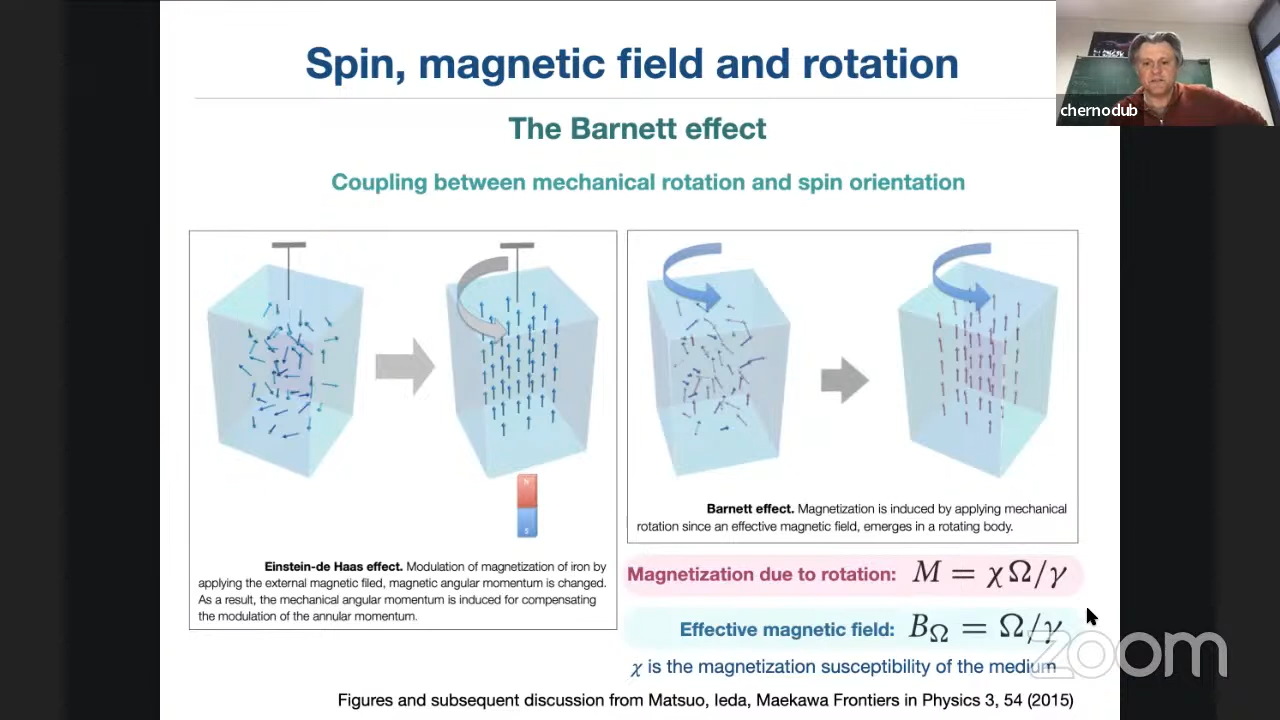 Spin, magnetic field and rotation
chernodub
The Barnett effect
Coupling between mechanical rotation and spin orientation
N
S
Einstein-de Haas effect. Modulation of magnetization of iron by
applying the external magnetic filed, magnetic angular momentum is changed.
As a result, the mechanical angular momentum is induced for compensating
the modulation of the annular momentum.
Barnett effect. Magnetization is induced by applying mechanical
rotation since an effective magnetic field, emerges in a rotating body.
Magnetization due to rotation: M = χ Ω/γ
Effective magnetic field: B_Ω = Ω/γ
χ is the magnetization susceptibility of the medium
zoom
Figures and subsequent discussion from Matsuo, Ieda, Maekawa Frontiers in Physics 3, 54 (2015)